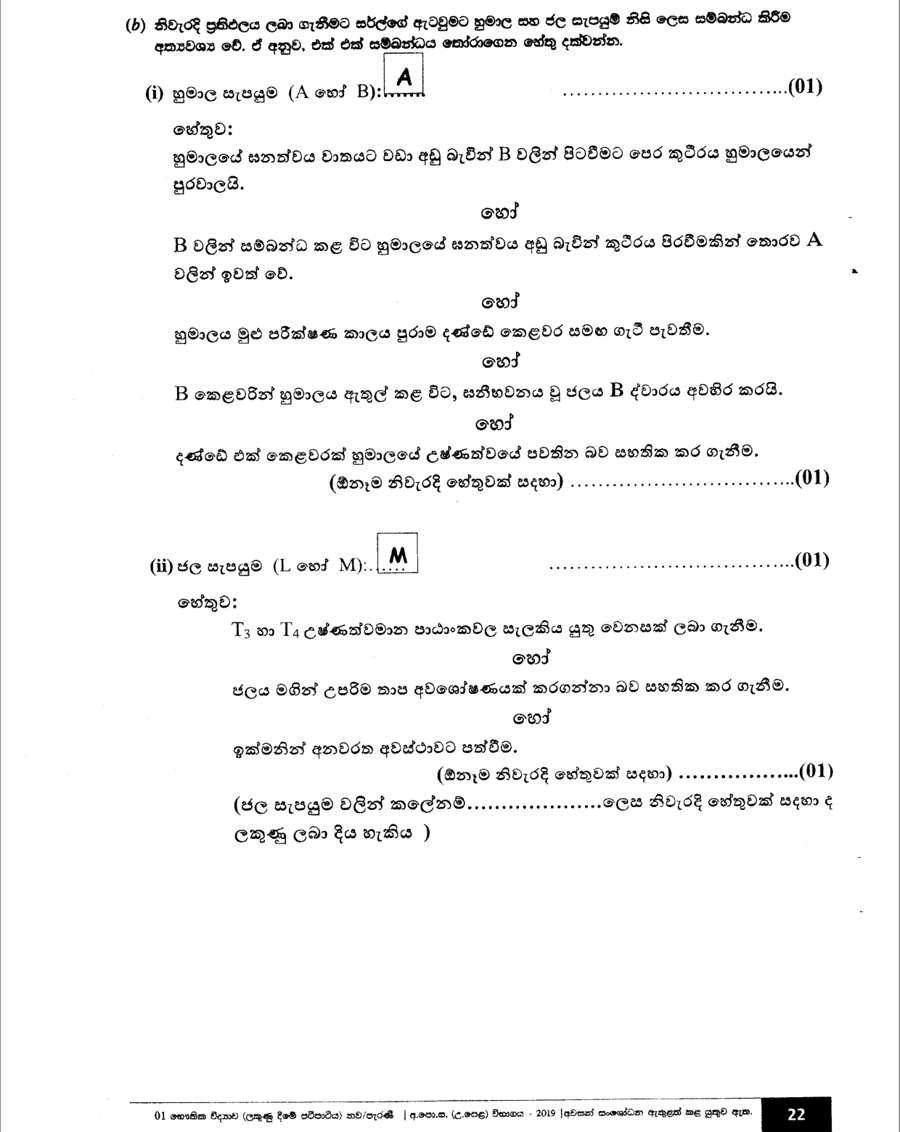 (b) නිවැරදි ප්‍රතිඵලය ලබා ගැනීමට සර්ල්ගේ ඇටවුමට හුමාල සහ ජල සැපයුම් නිසි ලෙස සම්බන්ධ කිරීම
අත්‍යවශ්‍ය වේ. ඒ අනුව, එක් එක් සම්බන්ධය තෝරාගෙන හේතු දක්වන්න.
(i) හුමාල සැපයුම (A හෝ B): A ..................................(01)
හේතුව:
හුමාලයේ ඝනත්වය වාතයට වඩා අඩු බැවින් B වලින් පිටවීමට පෙර කුටීරය හුමාලයෙන්
පුරවාලයි.
හෝ
B වලින් සම්බන්ධ කළ විට හුමාලයේ ඝනත්වය අඩු බැවින් කුටීරය පිරවීමකින් තොරව A
වලින් ඉවත් වේ.
හෝ
හුමාලය මුළු පරීක්ෂණ කාලය පුරාම දණ්ඩේ කෙළවර සමඟ ගැටී පැවතීම.
හෝ
B කෙළවරින් හුමාලය ඇතුල් කළ විට, ඝනීභවනය වූ ජලය B ද්වාරය අවහිර කරයි.
හෝ
දණ්ඩේ එක් කෙළවරක් හුමාලයේ උෂ්ණත්වයේ පවතින බව සහතික කර ගැනීම.
(ඕනෑම නිවැරදි හේතුවක් සදහා) ................................(01)
(ii) ජල සැපයුම (L හෝ M):...... M ...................................(01)
හේතුව:
T3 හා T4 උෂ්ණත්වමාන පාඨාංකවල සැලකිය යුතු වෙනසක් ලබා ගැනීම.
හෝ
ජලය මගින් උපරිම තාප අවශෝෂණයක් කරගන්නා බව සහතික කර ගැනීම.
හෝ
ඉක්මනින් අනවරත අවස්ථාවට පත්වීම.
(ඕනෑම නිවැරදි හේතුවක් සදහා) ..................(01)
(ජල සැපයුම වලින් කලේනම්....................ලෙස නිවැරදි හේතුවක් සදහා ද
ලකුණු ලබා දිය හැකිය )
01 භෞතික විද්‍යාව (ලකුණු දීමේ පටිපාටිය) නව/පැරණි | අ.පො.ස. (උ.පෙළ) විභාගය - 2019 | අවසන් සංශෝධන ඇතුළත් කළ යුතුව ඇත. 22